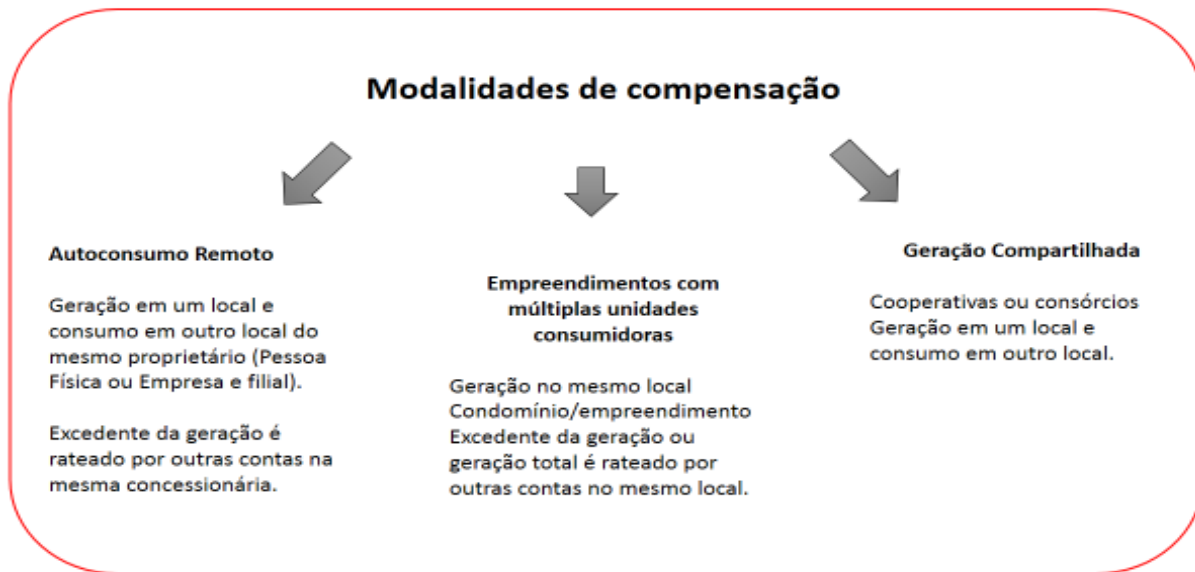 Modalidades de compensação
Autoconsumo Remoto
Geração em um local e
consumo em outro local do
mesmo proprietário (Pessoa
Física ou Empresa e filial).
Excedente da geração é
rateado por outras contas na
mesma concessionária.
Empreendimentos com
múltiplas unidades
consumidoras
Geração no mesmo local
Condomínio/empreendimento
Excedente da geração ou
geração total é rateado por
outras contas no mesmo local.
Geração Compartilhada
Cooperativas ou consórcios
Geração em um local e
consumo em outro local.